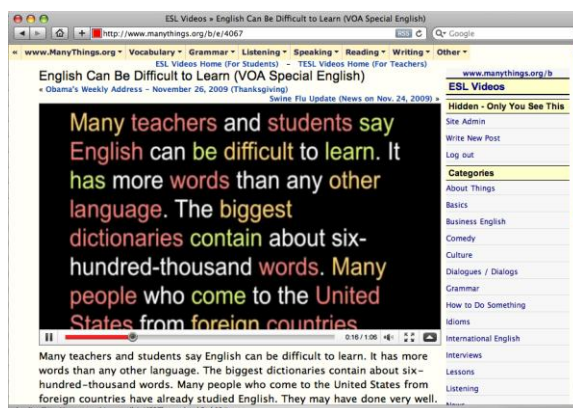 ESL Videos » English Can Be Difficult to Learn (VOA Special English)
http://www.manythings.org/b/e/4067
RSS
Google
« www.ManyThings.org Vocabulary Grammar Listening Speaking Reading Writing Other
ESL Videos Home (For Students) – TESL Videos Home (For Teachers)
English Can Be Difficult to Learn (VOA Special English)
« Obama's Weekly Address – November 26, 2009 (Thanksgiving)
Swine Flu Update (News on Nov. 24, 2009) »
Many teachers and students say
English can be difficult to learn. It
has more words than any other
language. The biggest
dictionaries contain about six-
hundred-thousand words. Many
people who come to the United
States from foreign countries
0:16 / 1:06
Many teachers and students say English can be difficult to learn. It has more
words than any other language. The biggest dictionaries contain about six-
hundred-thousand words. Many people who come to the United States from
foreign countries have already studied English. They may have done very well.
www.manythings.org/b
ESL Videos
Hidden - Only You See This
Site Admin
Write New Post
Log out
Categories
About Things
Basics
Business English
Comedy
Culture
Dialogues / Dialogs
Grammar
How to Do Something
Idioms
International English
Interviews
Lessons
Listening
News